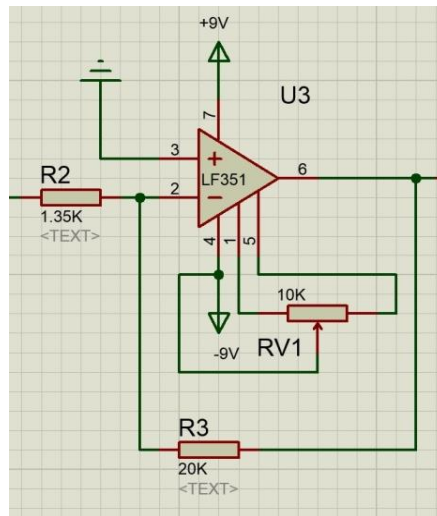 +9V
U3
7
3
R2
LF351
6
2
1.35K
<TEXT>
4
1
5
10K
-9V
RV1
R3
20K
<TEXT>